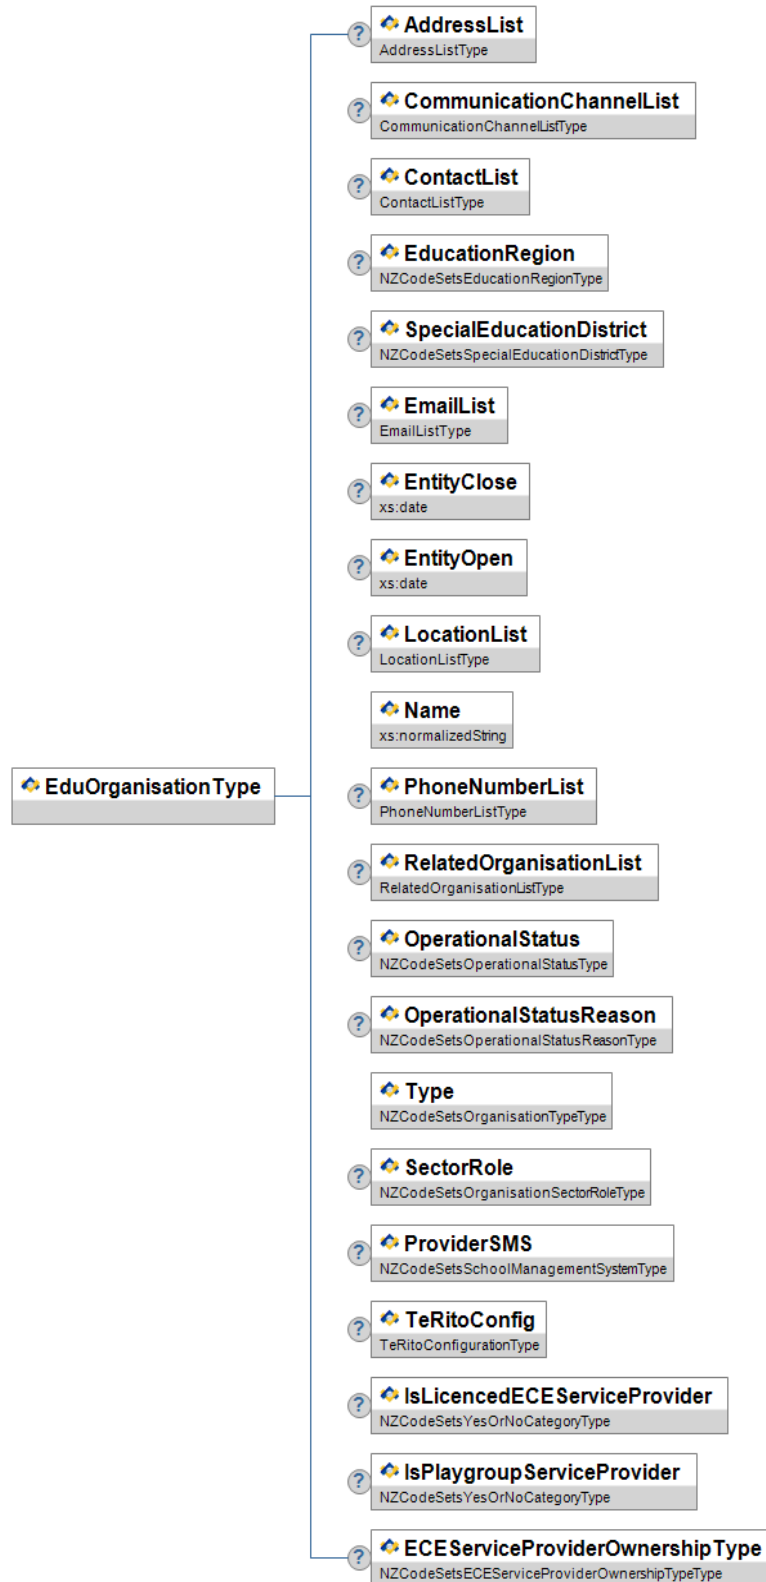 ?
AddressList
AddressListType
?
CommunicationChannelList
CommunicationChannelListType
?
ContactList
ContactListType
?
EducationRegion
NZCodeSetsEducationRegionType
?
SpecialEducationDistrict
NZCodeSetsSpecialEducationDistrictType
?
EmailList
EmailListType
?
EntityClose
xs:date
?
EntityOpen
xs:date
?
LocationList
LocationListType
Name
xs:normalizedString
EduOrganisationType
?
PhoneNumberList
PhoneNumberListType
?
RelatedOrganisationList
RelatedOrganisationListType
?
OperationalStatus
NZCodeSetsOperationalStatusType
?
OperationalStatusReason
NZCodeSetsOperationalStatusReasonType
Type
NZCodeSetsOrganisationTypeType
?
SectorRole
NZCodeSetsOrganisationSectorRoleType
?
ProviderSMS
NZCodeSetsSchoolManagementSystemType
?
TeRitoConfig
TeRitoConfigurationType
?
IsLicencedECEServiceProvider
NZCodeSetsYesOrNoCategoryType
?
IsPlaygroupServiceProvider
NZCodeSetsYesOrNoCategoryType
?
ECEServiceProviderOwnershipType
NZCodeSetsECEServiceProviderOwnershipTypeType